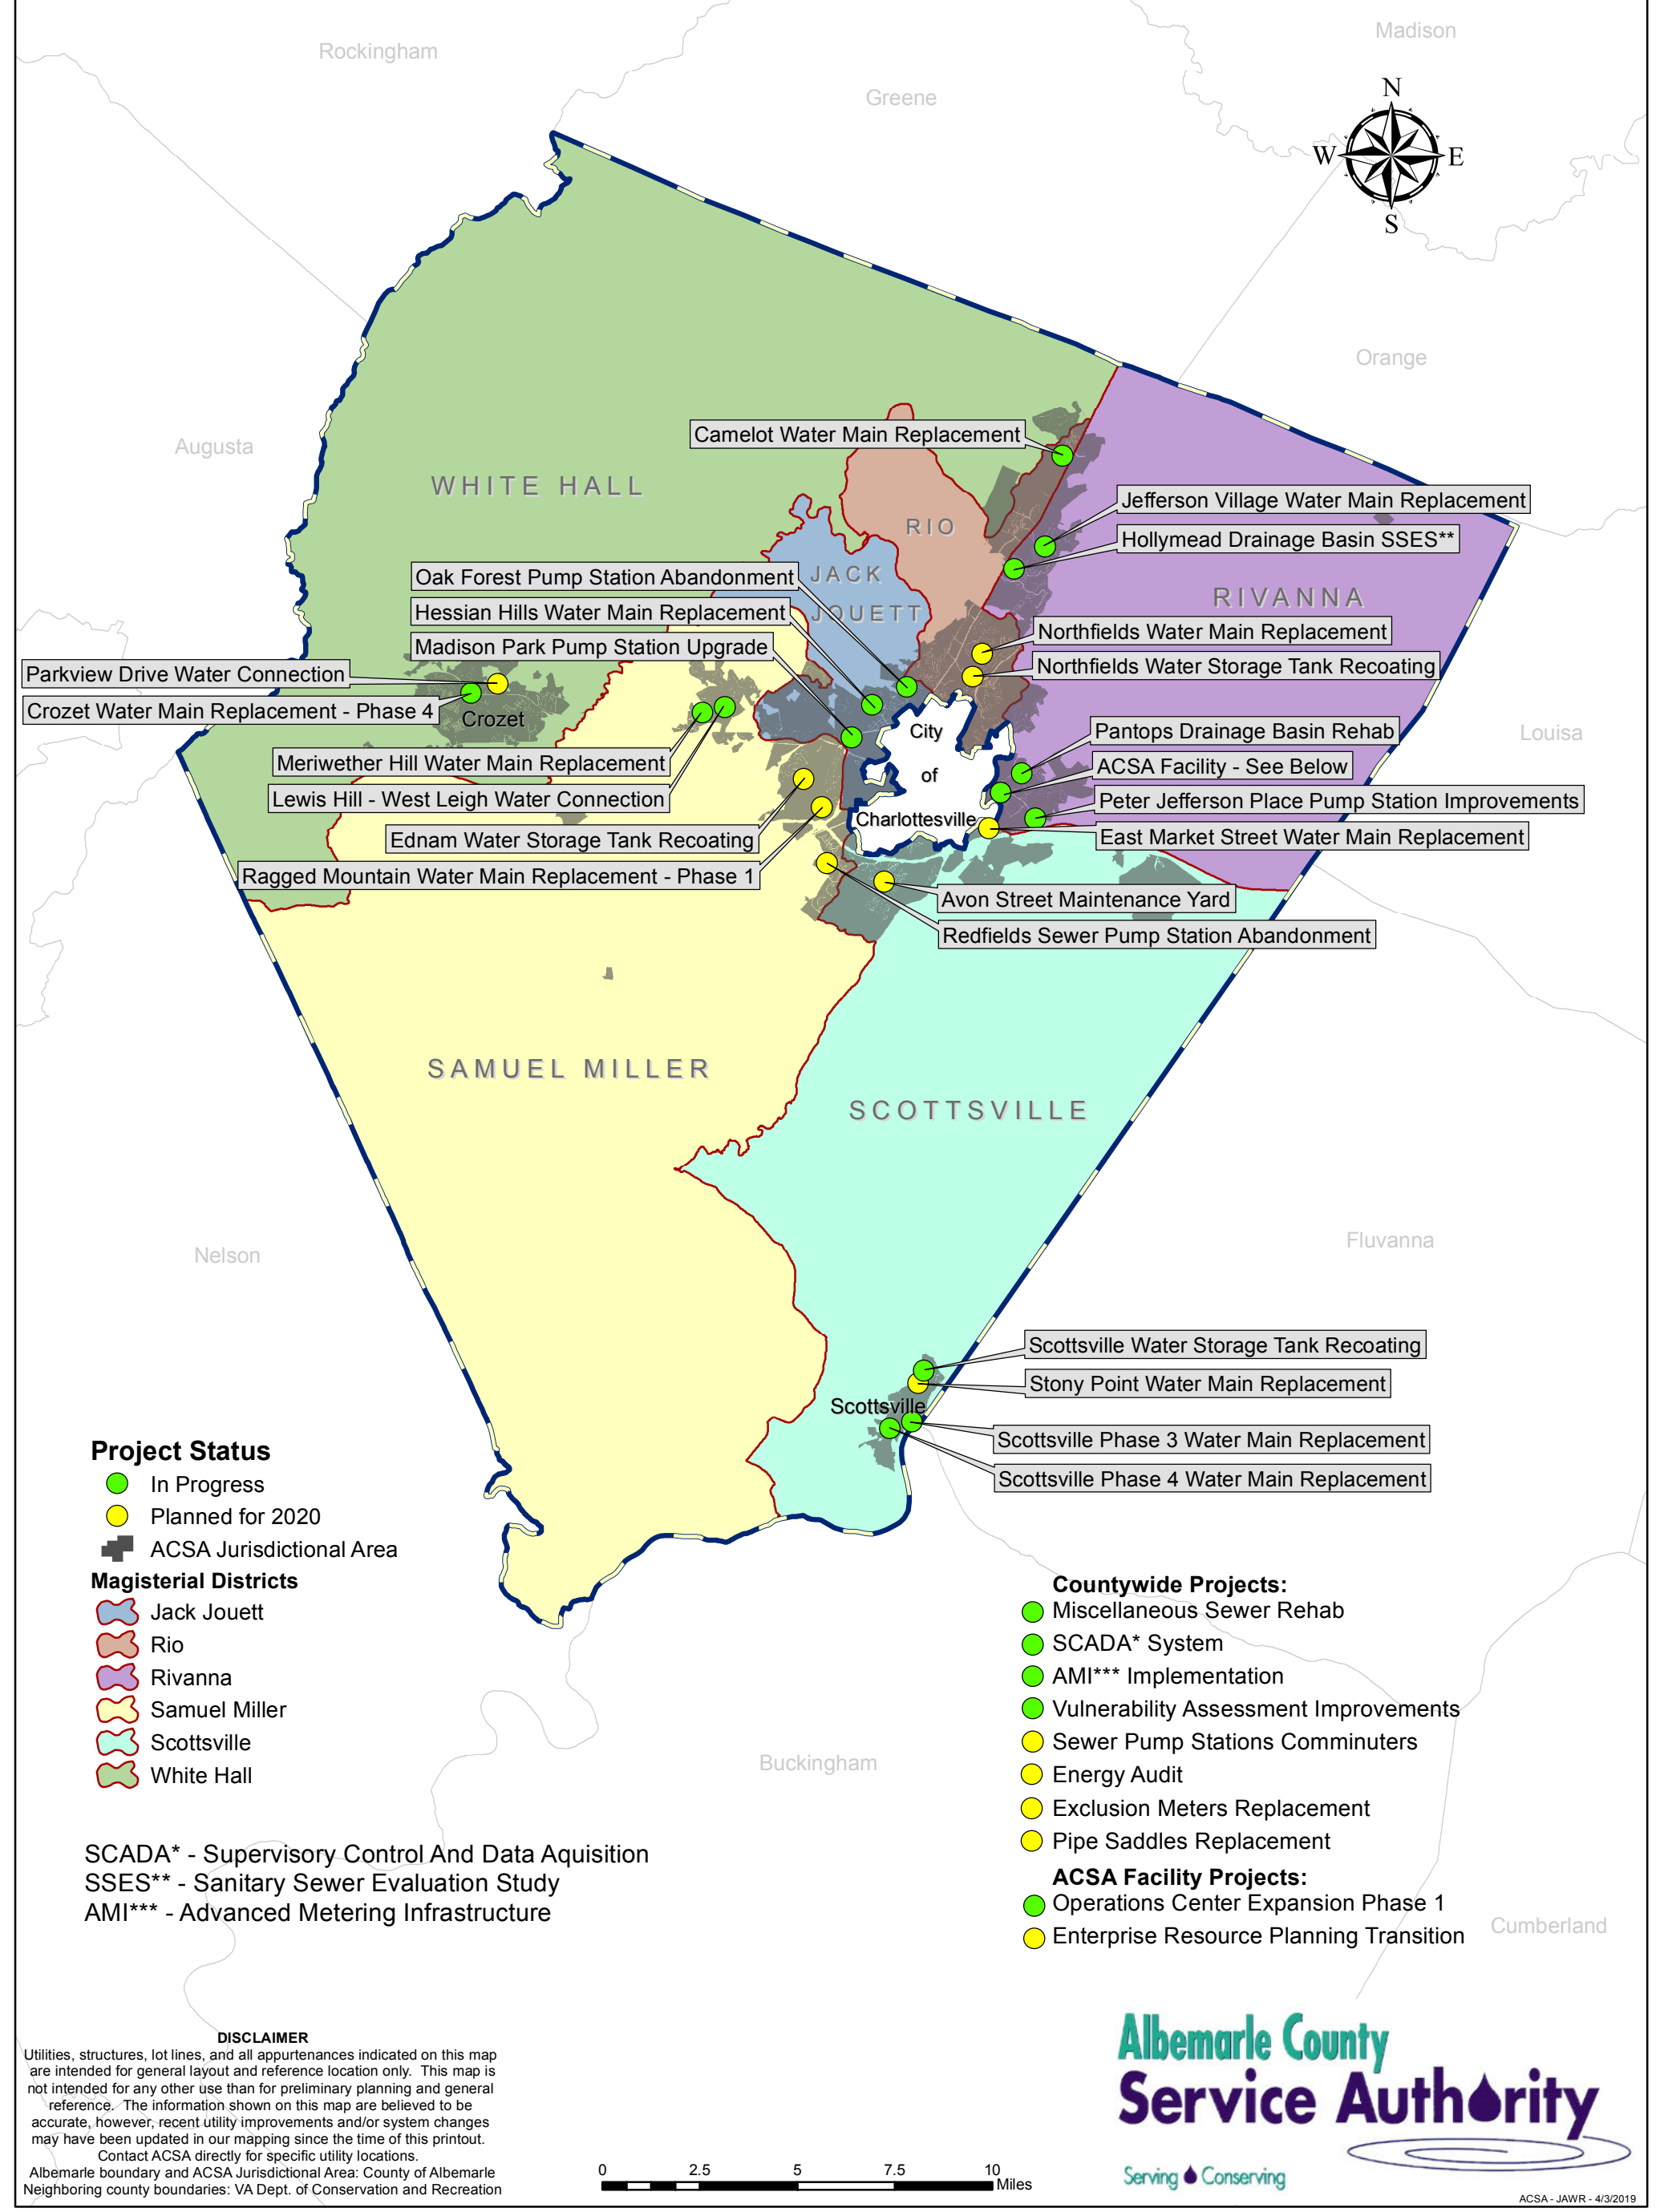 Rockingham
Madison
Greene
N
W
E
S
Orange
Augusta
Camelot Water Main Replacement
WHITE HALL
Jefferson Village Water Main Replacement
RIO
Hollymead Drainage Basin SSES**
Oak Forest Pump Station Abandonment
JACK
JOUETT
RIVANNA
Hessian Hills Water Main Replacement
Northfields Water Main Replacement
Madison Park Pump Station Upgrade
Northfields Water Storage Tank Recoating
Parkview Drive Water Connection
Crozet Water Main Replacement - Phase 4
Crozet
City
of
Charlottesville
Pantops Drainage Basin Rehab
Louisa
Meriwether Hill Water Main Replacement
ACSA Facility - See Below
Lewis Hill - West Leigh Water Connection
Peter Jefferson Place Pump Station Improvements
Ednam Water Storage Tank Recoating
East Market Street Water Main Replacement
Ragged Mountain Water Main Replacement - Phase 1
Avon Street Maintenance Yard
Redfields Sewer Pump Station Abandonment
SAMUEL MILLER
SCOTTSVILLE
Nelson
Fluvanna
Scottsville Water Storage Tank Recoating
Stony Point Water Main Replacement
Scottsville
Scottsville Phase 3 Water Main Replacement
Scottsville Phase 4 Water Main Replacement
Project Status
In Progress
Planned for 2020
ACSA Jurisdictional Area
Magisterial Districts
Jack Jouett
Rio
Rivanna
Samuel Miller
Scottsville
White Hall
SCADA* - Supervisory Control And Data Aquisition
SSES** - Sanitary Sewer Evaluation Study
AMI*** - Advanced Metering Infrastructure
Buckingham
Countywide Projects:
Miscellaneous Sewer Rehab
SCADA* System
AMI*** Implementation
Vulnerability Assessment Improvements
Sewer Pump Stations Comminuters
Energy Audit
Exclusion Meters Replacement
Pipe Saddles Replacement
ACSA Facility Projects:
Operations Center Expansion Phase 1
Enterprise Resource Planning Transition
Cumberland
DISCLAIMER
Utilities, structures, lot lines, and all appurtenances indicated on this map
are intended for general layout and reference location only. This map is
not intended for any other use than for preliminary planning and general
reference. The information shown on this map are believed to be
accurate, however, recent utility improvements and/or system changes
may have been updated in our mapping since the time of this printout.
Contact ACSA directly for specific utility locations.
Albemarle boundary and ACSA Jurisdictional Area: County of Albemarle
Neighboring county boundaries: VA Dept. of Conservation and Recreation
0 2.5 5 7.5 10
Miles
Albemarle County
Service Authority
Serving Conserving
ACSA - JAWR - 4/3/2019